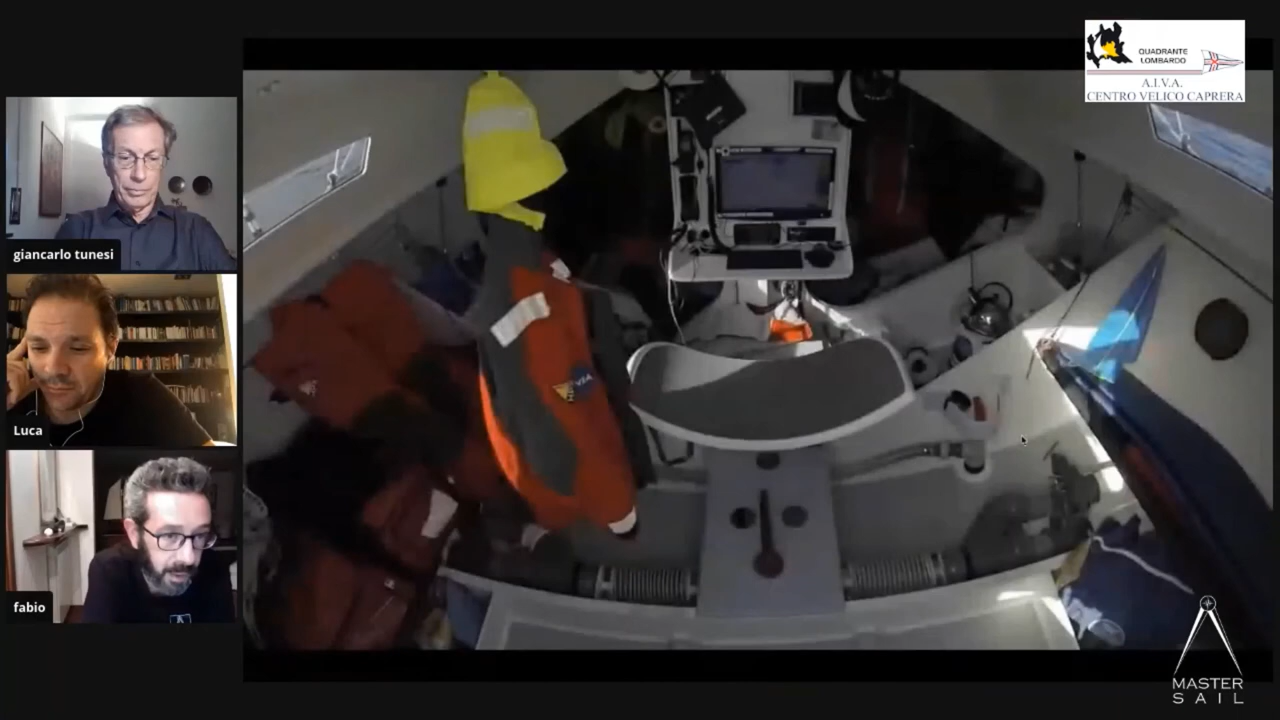 QUADRANTE
LOMBARDO
A.I.V.A.
CENTRO VELICO CAPRERA
giancarlo tunesi
Luca
fabio
MASTER
SAIL